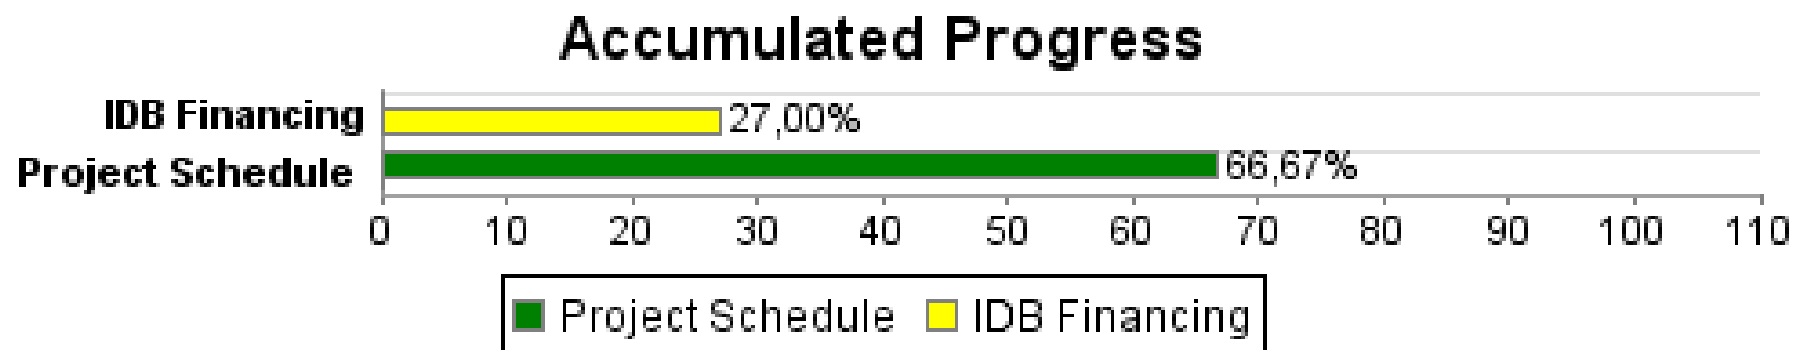 Accumulated Progress
IDB Financing 27,00%
Project Schedule 66,67%
0 10 20 30 40 50 60 70 80 90 100 110
Project Schedule IDB Financing